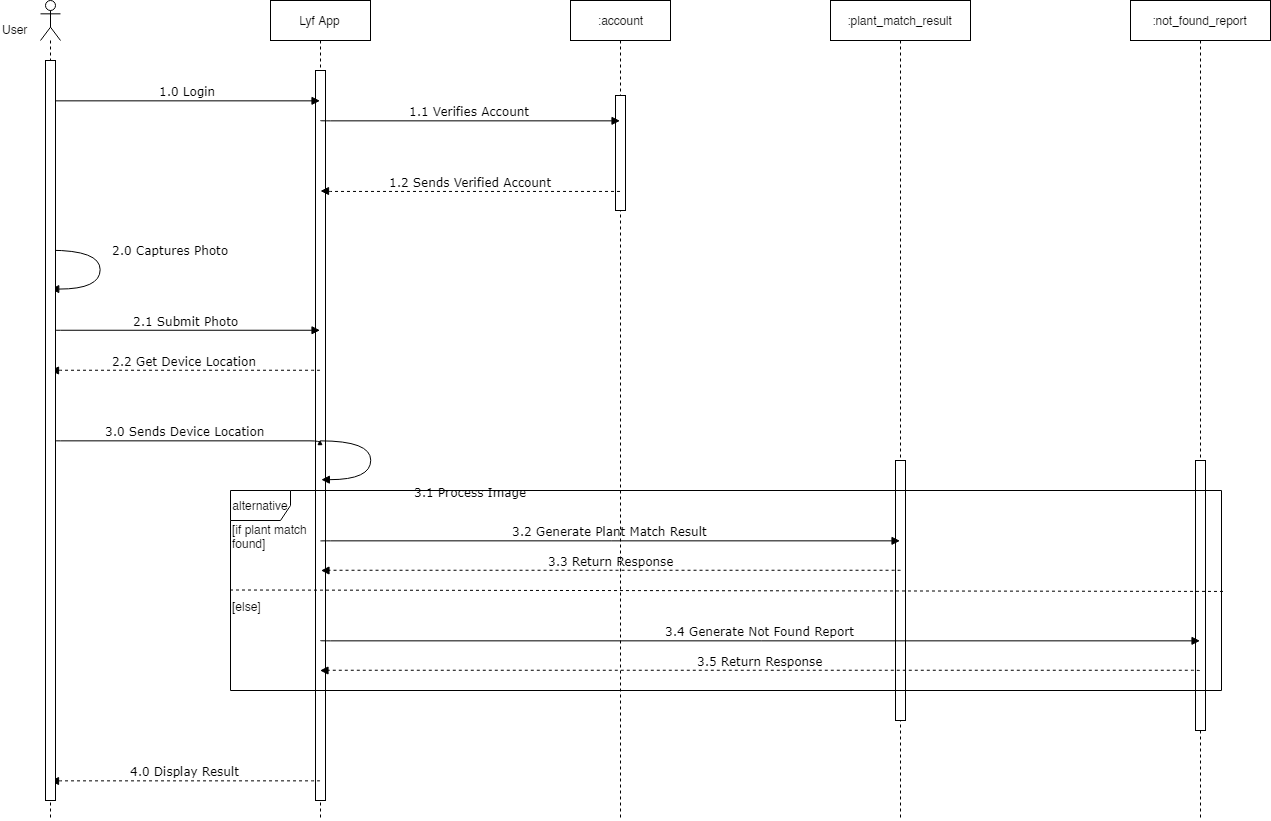 User
Lyf App
:account
:plant_match_result
:not_found_report
1.0 Login
1.1 Verifies Account
1.2 Sends Verified Account
2.0 Captures Photo
2.1 Submit Photo
2.2 Get Device Location
3.0 Sends Device Location
3.1 Process Image
alternative
[if plant match
found]
3.2 Generate Plant Match Result
3.3 Return Response
[else]
3.4 Generate Not Found Report
3.5 Return Response
4.0 Display Result